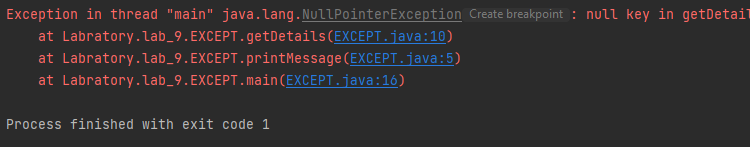 Exception in thread "main" java.lang.NullPointerException Create breakpoint : null key in getDetai
at Labratory.lab_9.EXCEPT.getDetails(EXCEPT.java:10)
at Labratory.lab_9.EXCEPT.printMessage(EXCEPT.java:5)
at Labratory.lab_9.EXCEPT.main(EXCEPT.java:16)
Process finished with exit code 1